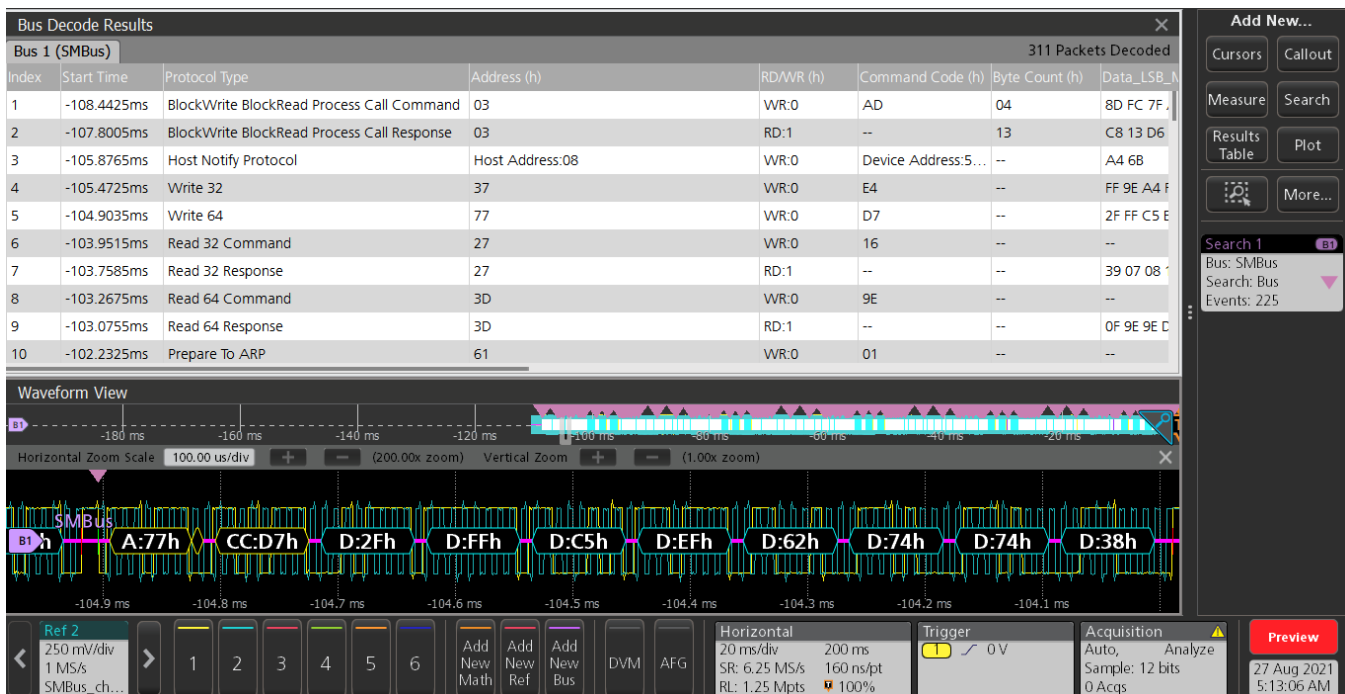 Bus Decode Results
Bus 1 (SMBus) 311 Packets Decoded
Index Start Time Protocol Type Address (h) RD/WR (h) Command Code (h) Byte Count (h) Data_LSB_
1 -108.4425ms BlockWrite BlockRead Process Call Command 03 WR:0 AD 04 8D FC 7F
2 -107.8005ms BlockWrite BlockRead Process Call Response 03 RD:1 -- 13 C8 13 D6
3 -105.8765ms Host Notify Protocol Host Address:08 WR:0 Device Address:5... -- A4 6B
4 -105.4725ms Write 32 37 WR:0 E4 -- FF 9E A4
5 -104.9035ms Write 64 77 WR:0 D7 -- 2F FF C5
6 -103.9515ms Read 32 Command 27 WR:0 16 -- --
7 -103.7585ms Read 32 Response 27 RD:1 -- -- 39 07 08
8 -103.2675ms Read 64 Command 3D WR:0 9E -- --
9 -103.0755ms Read 64 Response 3D RD:1 -- -- 0F 9E 9E
10 -102.2325ms Prepare To ARP 61 WR:0 01 -- --
Waveform View
B1
-180 ms -160 ms -140 ms -120 ms -100 ms -80 ms -60 ms -40 ms -20 ms
Horizontal Zoom Scale 100.00 us/div + − (200.00x zoom) Vertical Zoom + − (1.00x zoom)
SMBus
B1 h A:77h CC:D7h D:2Fh D:FFh D:C5h D:EFh D:62h D:74h D:74h D:38h
-104.9 ms -104.8 ms -104.7 ms -104.6 ms -104.5 ms -104.4 ms -104.3 ms -104.2 ms -104.1 ms
Add New...
Cursors Callout
Measure Search
Results Table Plot
More...
Search 1 B1
Bus: SMBus
Search: Bus
Events: 225
Ref 2
250 mV/div
1 MS/s
SMBus_ch...
1 2 3 4 5 6
Add New Math
Add New Ref
Add New Bus
DVM AFG
Horizontal
20 ms/div 200 ms
SR: 6.25 MS/s 160 ns/pt
RL: 1.25 Mpts T 100%
Trigger
1 0 V
Acquisition
Auto, Analyze
Sample: 12 bits
0 Acqs
Preview
27 Aug 2021
5:13:06 AM